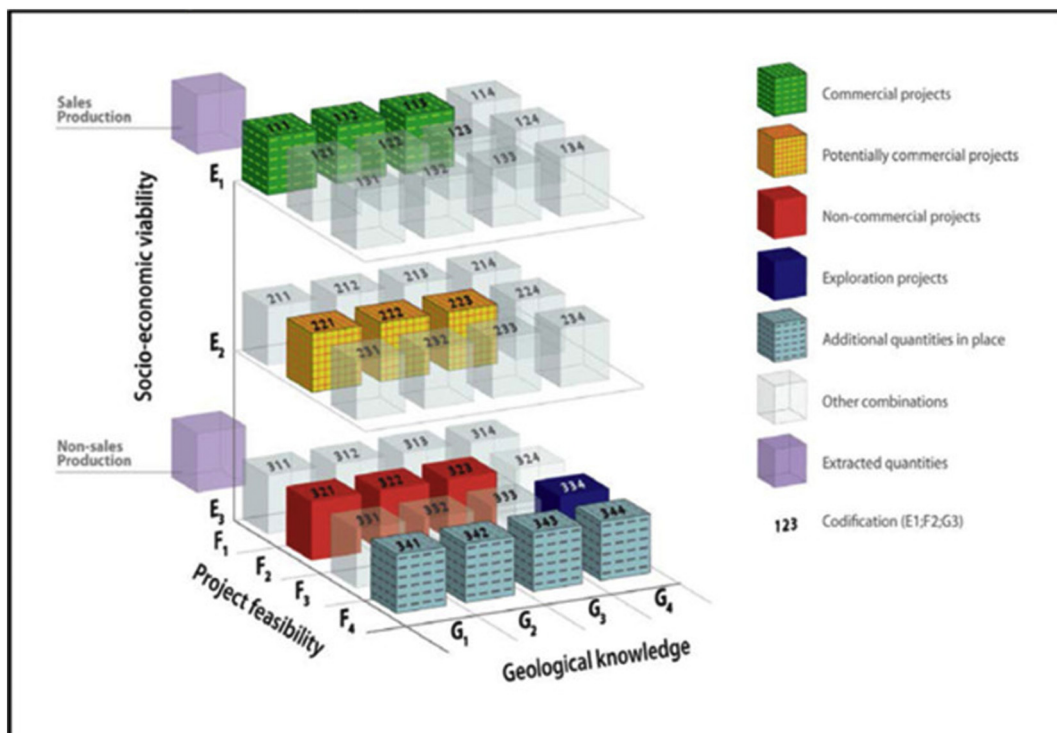 Sales
Production
Socio-economic viability
E1
111
112
113
114
121
122
123
124
131
132
133
134
E2
211
212
213
214
221
222
223
224
231
232
233
234
Non-sales
Production
E3
311
312
313
314
321
322
323
324
331
332
333
334
341
342
343
344
F1
F2
F3
F4
Project feasibility
G1
G2
G3
G4
Geological knowledge
Commercial projects
Potentially commercial projects
Non-commercial projects
Exploration projects
Additional quantities in place
Other combinations
Extracted quantities
123 Codification (E1;F2;G3)